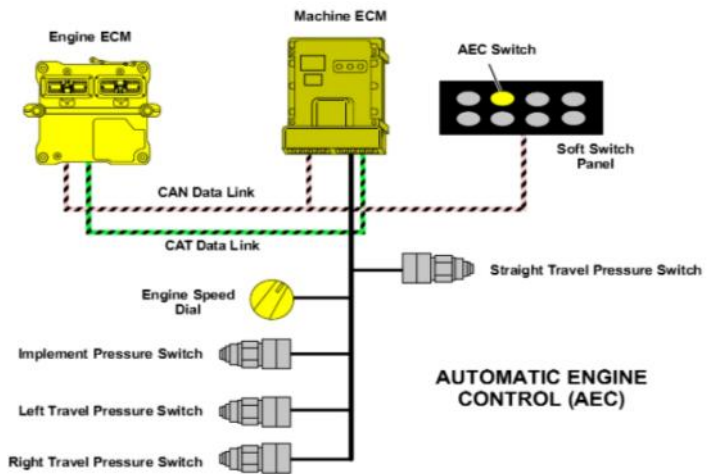 Machine ECM
Engine ECM
AEC Switch
Soft Switch
Panel
CAN Data Link
CAT Data Link
Straight Travel Pressure Switch
Engine Speed
Dial
Implement Pressure Switch
AUTOMATIC ENGINE
CONTROL (AEC)
Left Travel Pressure Switch
Right Travel Pressure Switch